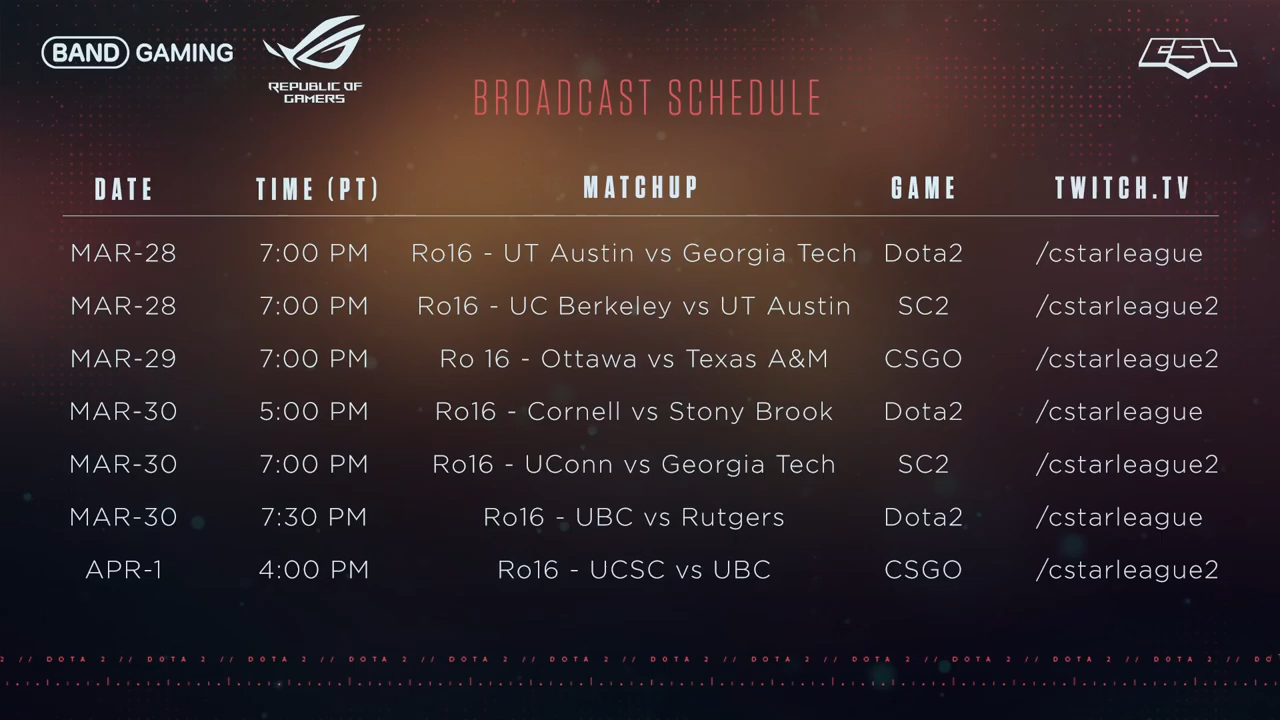 BAND GAMING
REPUBLIC OF
GAMERS
CSL
BROADCAST SCHEDULE
DATE TIME (PT) MATCHUP GAME TWITCH.TV
MAR-28 7:00 PM Ro16 - UT Austin vs Georgia Tech Dota2 /cstarleague
MAR-28 7:00 PM Ro16 - UC Berkeley vs UT Austin SC2 /cstarleague2
MAR-29 7:00 PM Ro 16 - Ottawa vs Texas A&M CSGO /cstarleague2
MAR-30 5:00 PM Ro16 - Cornell vs Stony Brook Dota2 /cstarleague
MAR-30 7:00 PM Ro16 - UConn vs Georgia Tech SC2 /cstarleague2
MAR-30 7:30 PM Ro16 - UBC vs Rutgers Dota2 /cstarleague
APR-1 4:00 PM Ro16 - UCSC vs UBC CSGO /cstarleague2
2 // DOTA 2 // DOTA 2 // DOTA 2 // DOTA 2 // DOTA 2 // DOTA 2 // DOTA 2 // DOTA 2 // DOTA 2 // DOTA 2 // DOTA 2 // DOTA 2 // DO